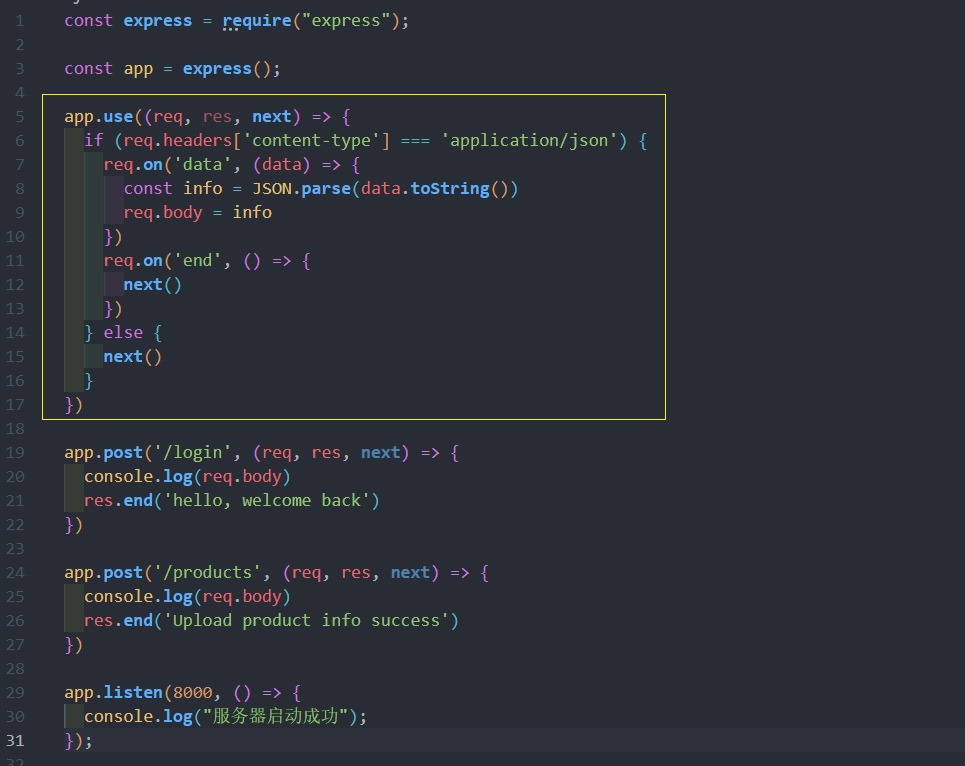 1 const express = require("express");
2
3 const app = express();
4
5 app.use((req, res, next) => {
6 if (req.headers['content-type'] === 'application/json') {
7 req.on('data', (data) => {
8 const info = JSON.parse(data.toString())
9 req.body = info
10 })
11 req.on('end', () => {
12 next()
13 })
14 } else {
15 next()
16 }
17 })
18
19 app.post('/login', (req, res, next) => {
20 console.log(req.body)
21 res.end('hello, welcome back')
22 })
23
24 app.post('/products', (req, res, next) => {
25 console.log(req.body)
26 res.end('Upload product info success')
27 })
28
29 app.listen(8000, () => {
30 console.log("服务器启动成功");
31 });
32